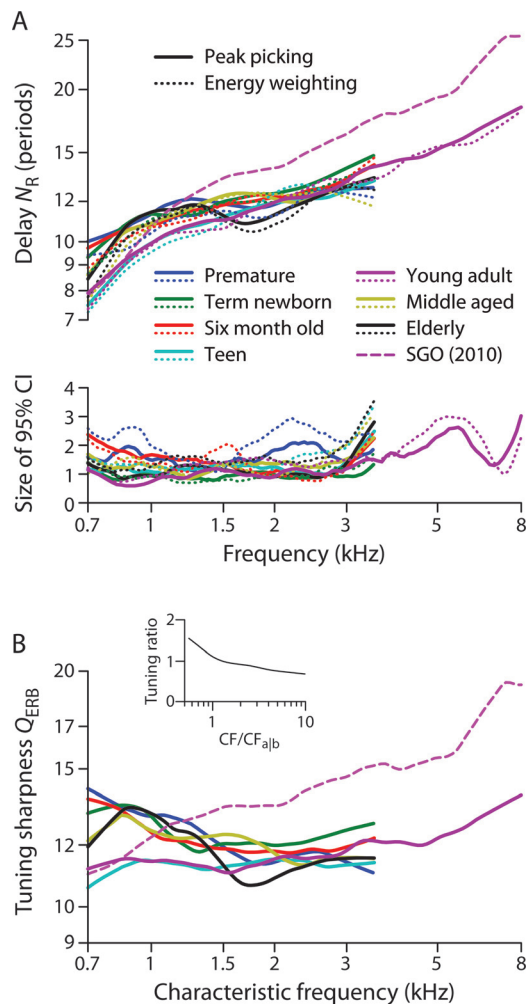 A
25
20
15
12
10
9
8
7
Delay N_R (periods)
Peak picking
Energy weighting
Premature
Term newborn
Six month old
Teen
Young adult
Middle aged
Elderly
SGO (2010)
4
3
2
1
0
Size of 95% CI
0.7 1 1.5 2 3 5 8
Frequency (kHz)
B
2
1
0
Tuning ratio
1 10
CF/CF_a|b
20
17
15
12
10
9
Tuning sharpness Q_ERB
0.7 1 1.5 2 3 5 8
Characteristic frequency (kHz)